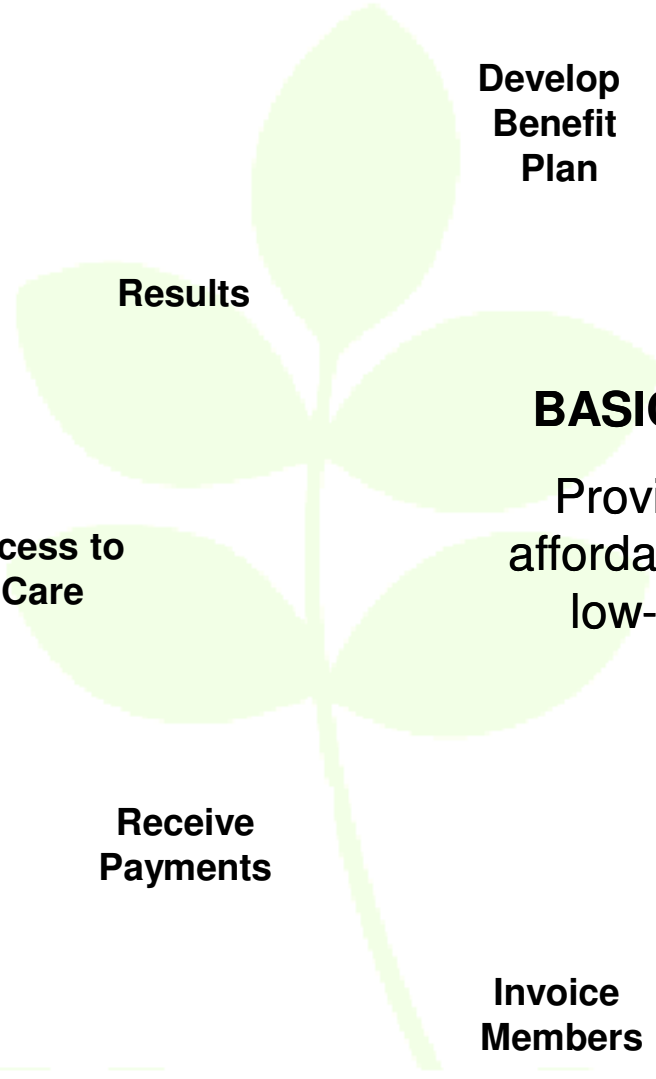 Develop
Benefit
Plan
Results
BASIC
Provi
afforda
low-
cess to
Care
Receive
Payments
Invoice
Members